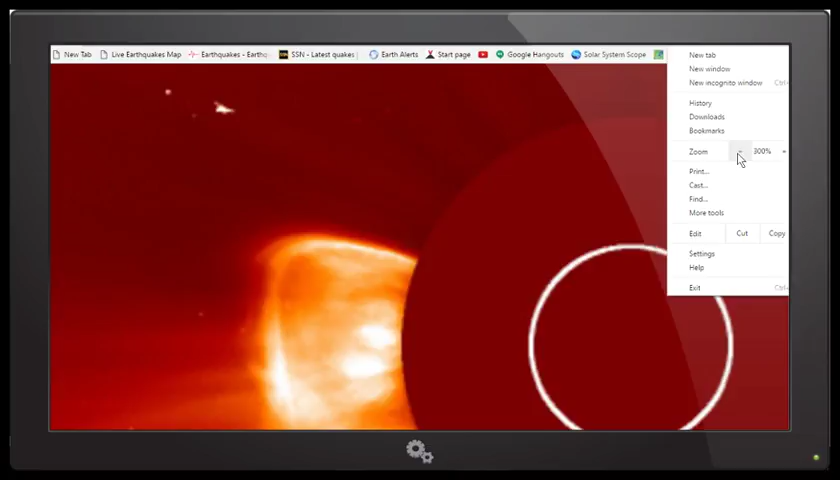 New Tab Live Earthquakes Map Earthquakes - Eartho SSN - Latest quakes Earth Alerts Start page Google Hangouts Solar System Scope
New tab
New window
New incognito window Ctrl+
History
Downloads
Bookmarks
Zoom - 300%
Print...
Cast...
Find...
More tools
Edit Cut Copy
Settings
Help
Exit Ctrl+